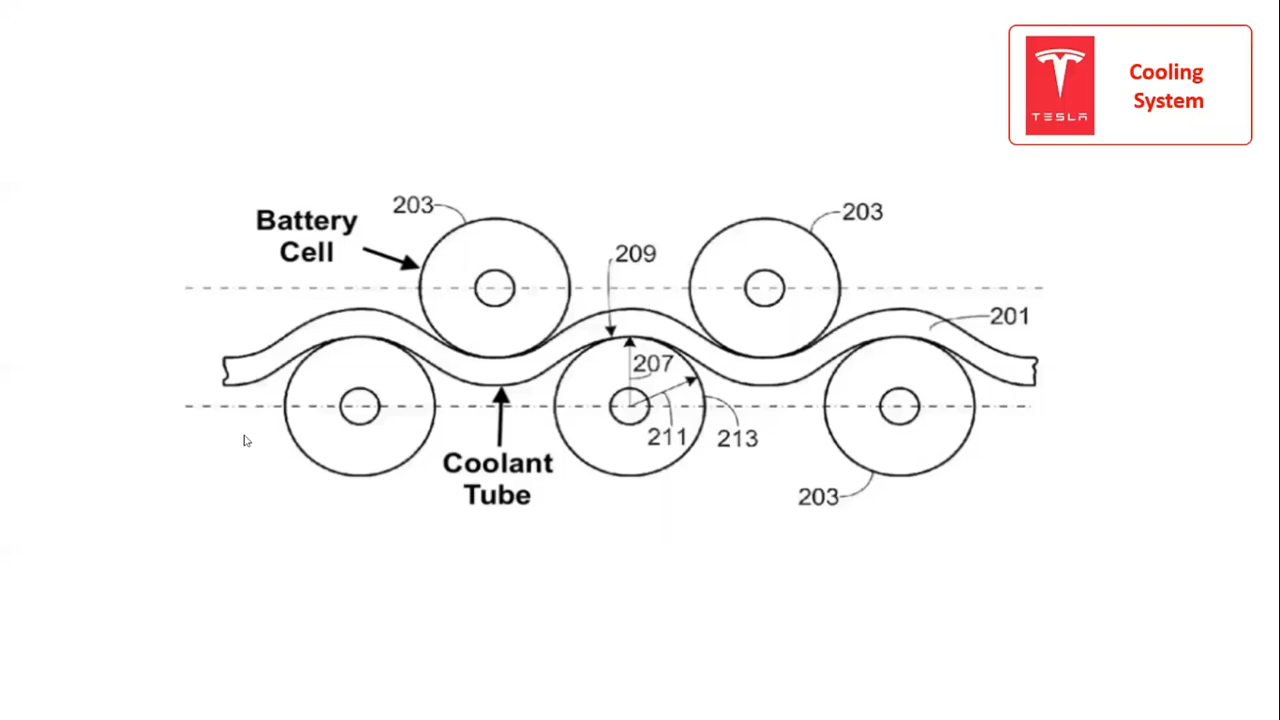 TESLA
Cooling
System
203
203
Battery
Cell
209
201
207
211
213
Coolant
Tube
203